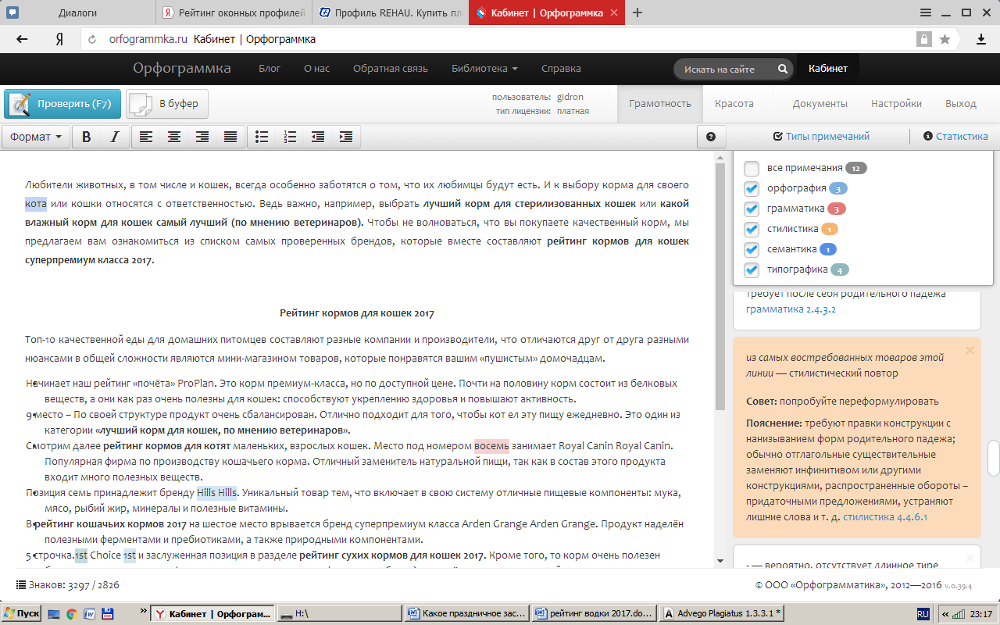 Диалоги
Рейтинг оконных профилей
Профиль REHAU. Купить пл
Кабинет | Орфограммка
orfogrammka.ru Кабинет | Орфограммка
Орфограммка
Блог
О нас
Обратная связь
Библиотека
Справка
Искать на сайте
Кабинет
Проверить (F7)
В буфер
пользователь: gidron
тип лицензии: платная
Грамотность
Красота
Документы
Настройки
Выход
Формат
B I
Типы примечаний
Статистика
Любители животных, в том числе и кошек, всегда особенно заботятся о том, что их любимцы будут есть. И к выбору корма для своего
кота или кошки относятся с ответственностью. Ведь важно, например, выбрать лучший корм для стерилизованных кошек или какой
влажный корм для кошек самый лучший (по мнению ветеринаров). Чтобы не волноваться, что вы покупаете качественный корм, мы
предлагаем вам ознакомиться из списком самых проверенных брендов, которые вместе составляют рейтинг кормов для кошек
суперпремиум класса 2017.
Рейтинг кормов для кошек 2017
Топ-10 качественной еды для домашних питомцев составляют разные компании и производители, что отличаются друг от друга разными
нюансами в общей сложности являются мини-магазином товаров, которые понравятся вашим «пушистым» домочадцам.
Начинает наш рейтинг «почёта» ProPlan. Это корм премиум-класса, но по доступной цене. Почти на половину корм состоит из белковых
веществ, а они как раз очень полезны для кошек: способствуют укреплению здоровья и повышают активность.
9 место – По своей структуре продукт очень сбалансирован. Отлично подходит для того, чтобы кот ел эту пищу ежедневно. Это один из
категории «лучший корм для кошек, по мнению ветеринаров».
Смотрим далее рейтинг кормов для котят маленьких, взрослых кошек. Место под номером восемь занимает Royal Canin Royal Canin.
Популярная фирма по производству кошачьего корма. Отличный заменитель натуральной пищи, так как в состав этого продукта
входит много полезных веществ.
Позиция семь принадлежит бренду Hills Hills. Уникальный товар тем, что включает в свою систему отличные пищевые компоненты: мука,
мясо, рыбий жир, минералы и полезные витамины.
В рейтинг кошачьих кормов 2017 на шестое место врывается бренд суперпремиум класса Arden Grange Arden Grange. Продукт наделён
полезными ферментами и пребиотиками, а также природными компонентами.
5 строчка.1st Choice 1st и заслуженная позиция в разделе рейтинг сухих кормов для кошек 2017. Кроме того, то корм очень полезен
все примечания 12
орфография 3
грамматика 3
стилистика 1
семантика 1
типографика 4
требует после себя родительного падежа
грамматика 2.4.3.2
из самых востребованных товаров этой
линии — стилистический повтор
Совет: попробуйте переформулировать
Пояснение: требуют правки конструкции с
нанизыванием форм родительного падежа;
обычно отглагольные существительные
заменяют инфинитивом или другими
конструкциями, распространенные обороты –
придаточными предложениями, устраняют
лишние слова и т. д. стилистика 4.4.6.1
- — вероятно, отсутствует длинное тире
Знаков: 3297 / 2826
© ООО «Орфограмматика», 2012—2016 v.0.39.4
Пуск
Кабинет | Орфограм...
H:\
Какое праздничное зас...
рейтинг водки 2017.do...
Advego Plagiatus 1.3.3.1 *
RU
23:17